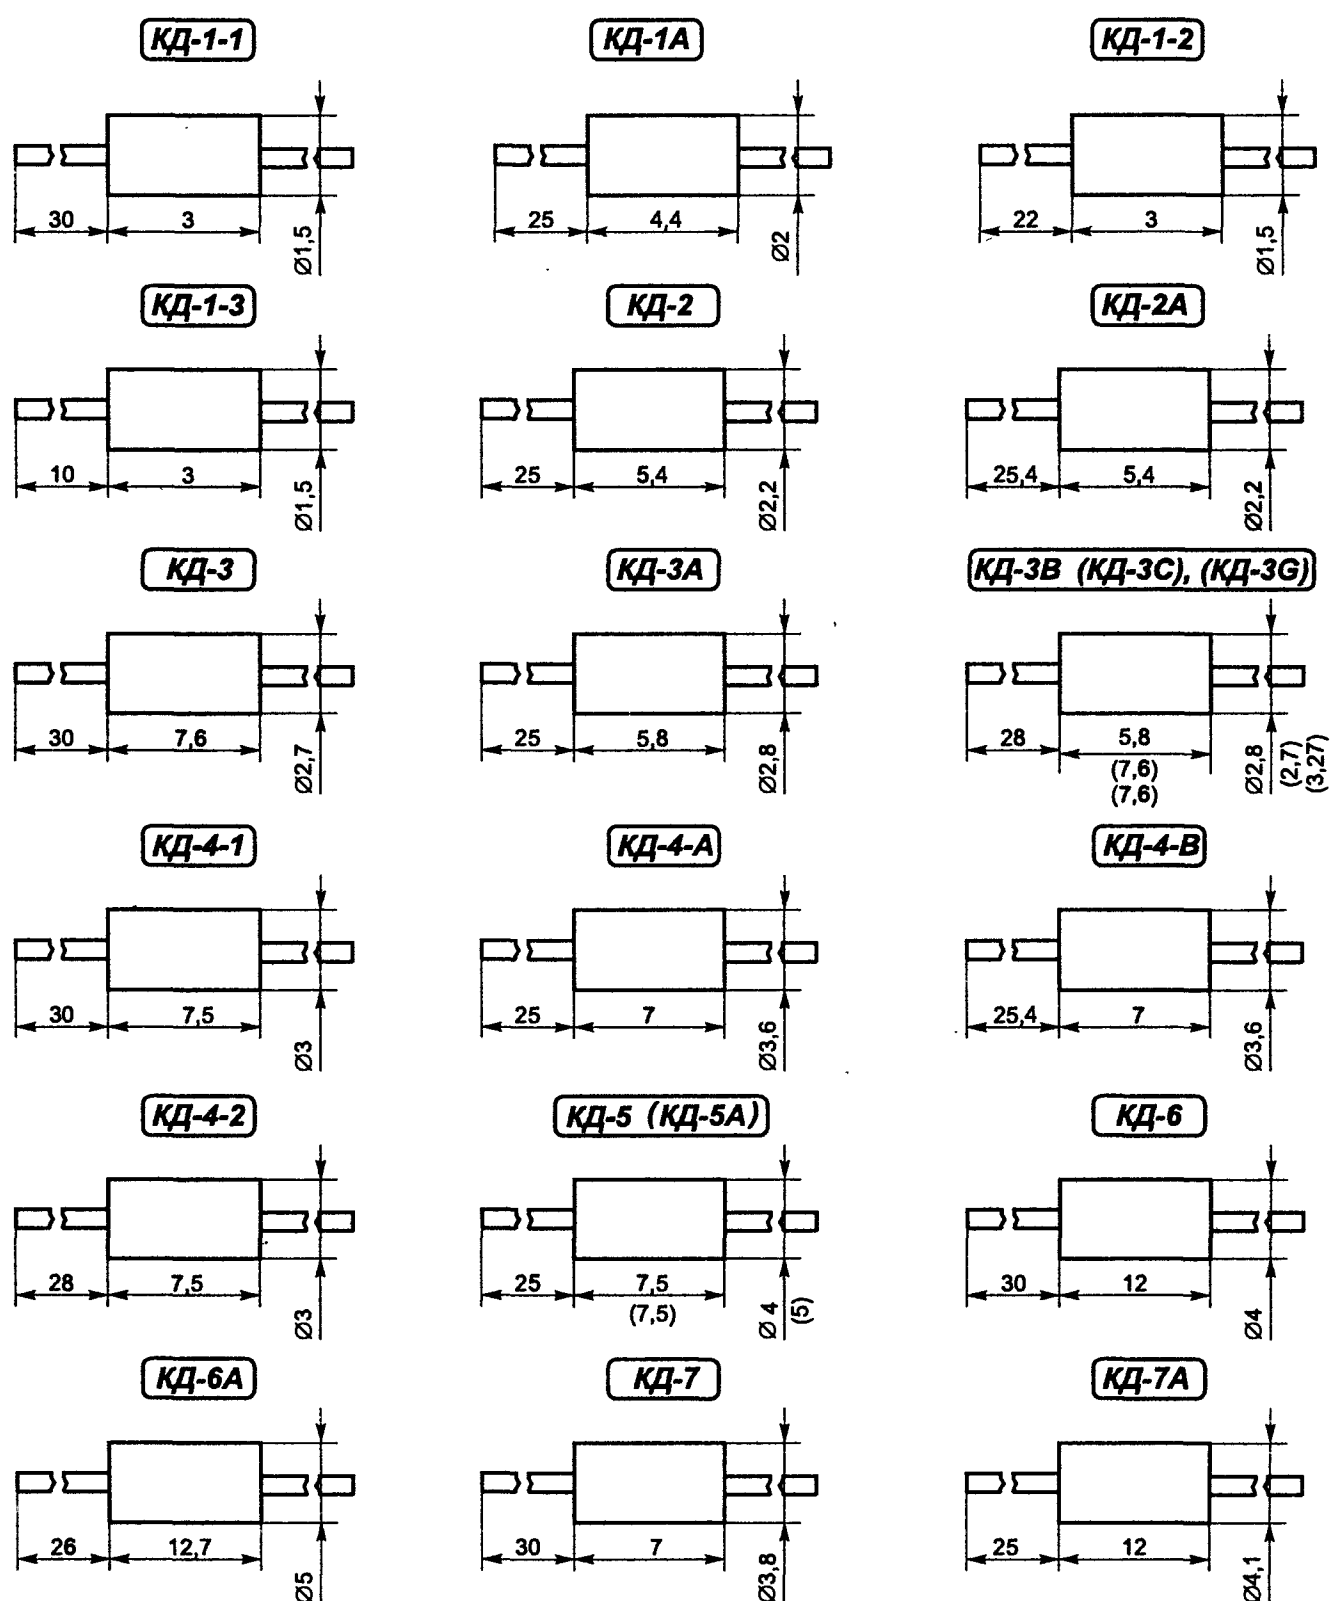 КД-1-1
КД-1А
КД-1-2
30
3
Ø1,5
25
4,4
Ø2
22
3
Ø1,5
КД-1-3
КД-2
КД-2А
10
3
Ø1,5
25
5,4
Ø2,2
25,4
5,4
Ø2,2
КД-3
КД-3А
КД-3В (КД-3С), (КД-3G)
30
7,6
Ø2,7
25
5,8
Ø2,8
28
5,8
(7,6)
(7,6)
Ø2,8
(2,7)
(3,27)
КД-4-1
КД-4-А
КД-4-В
30
7,5
Ø3
25
7
Ø3,6
25,4
7
Ø3,6
КД-4-2
КД-5 (КД-5А)
КД-6
28
7,5
Ø3
25
7,5
(7,5)
Ø 4
(5)
30
12
Ø4
КД-6А
КД-7
КД-7А
26
12,7
Ø5
30
7
Ø3,8
25
12
Ø4,1